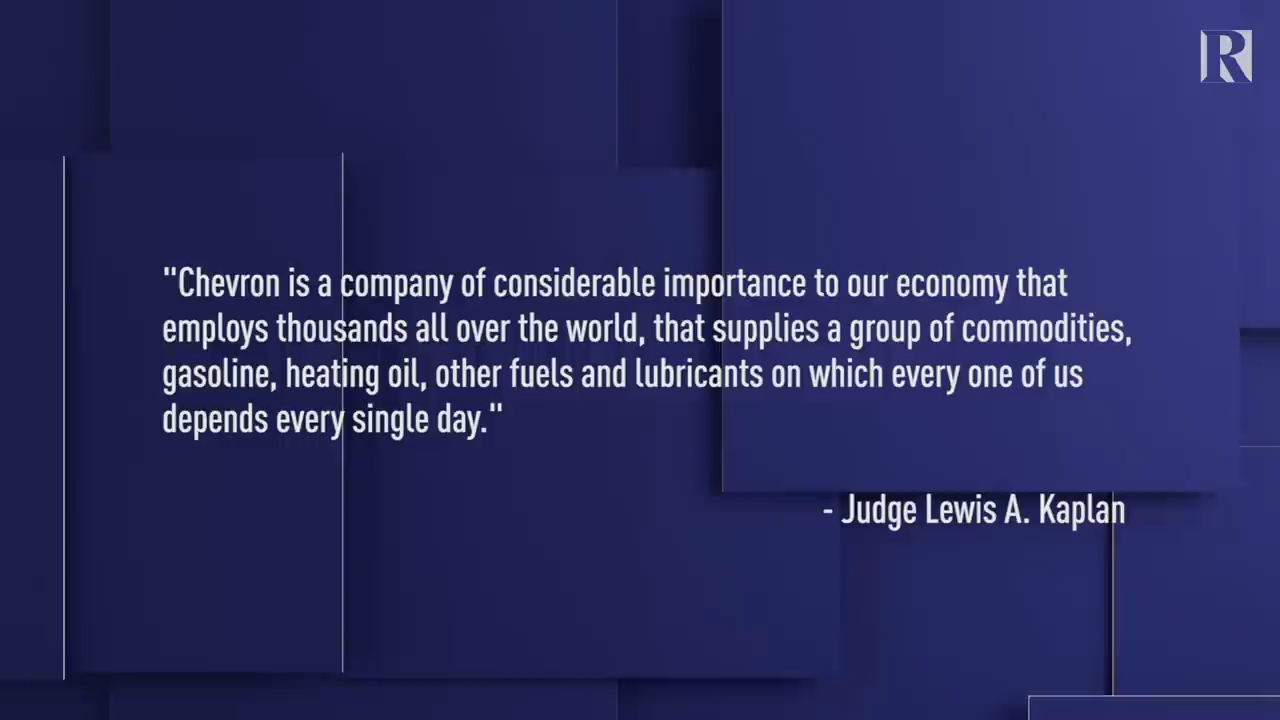 R
"Chevron is a company of considerable importance to our economy that
employs thousands all over the world, that supplies a group of commodities,
gasoline, heating oil, other fuels and lubricants on which every one of us
depends every single day."
- Judge Lewis A. Kaplan